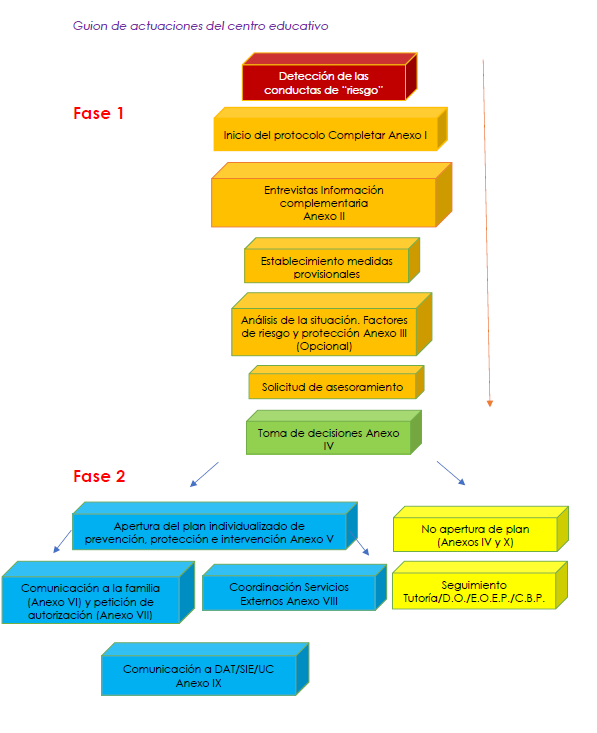 Guion de actuaciones del centro educativo
Detección de las
conductas de “riesgo”
Fase 1
Inicio del protocolo Completar Anexo I
Entrevistas Información
complementaria
Anexo II
Establecimiento medidas
provisionales
Análisis de la situación. Factores
de riesgo y protección Anexo III
(Opcional)
Solicitud de asesoramiento
Toma de decisiones Anexo
IV
Fase 2
Apertura del plan individualizado de
prevención, protección e intervención Anexo V
No apertura de plan
(Anexos IV y X)
Comunicación a la familia
(Anexo VI) y petición de
autorización (Anexo VII)
Coordinación Servicios
Externos Anexo VIII
Seguimiento
Tutoría/D.O./E.O.E.P./C.B.P.
Comunicación a DAT/SIE/UC
Anexo IX